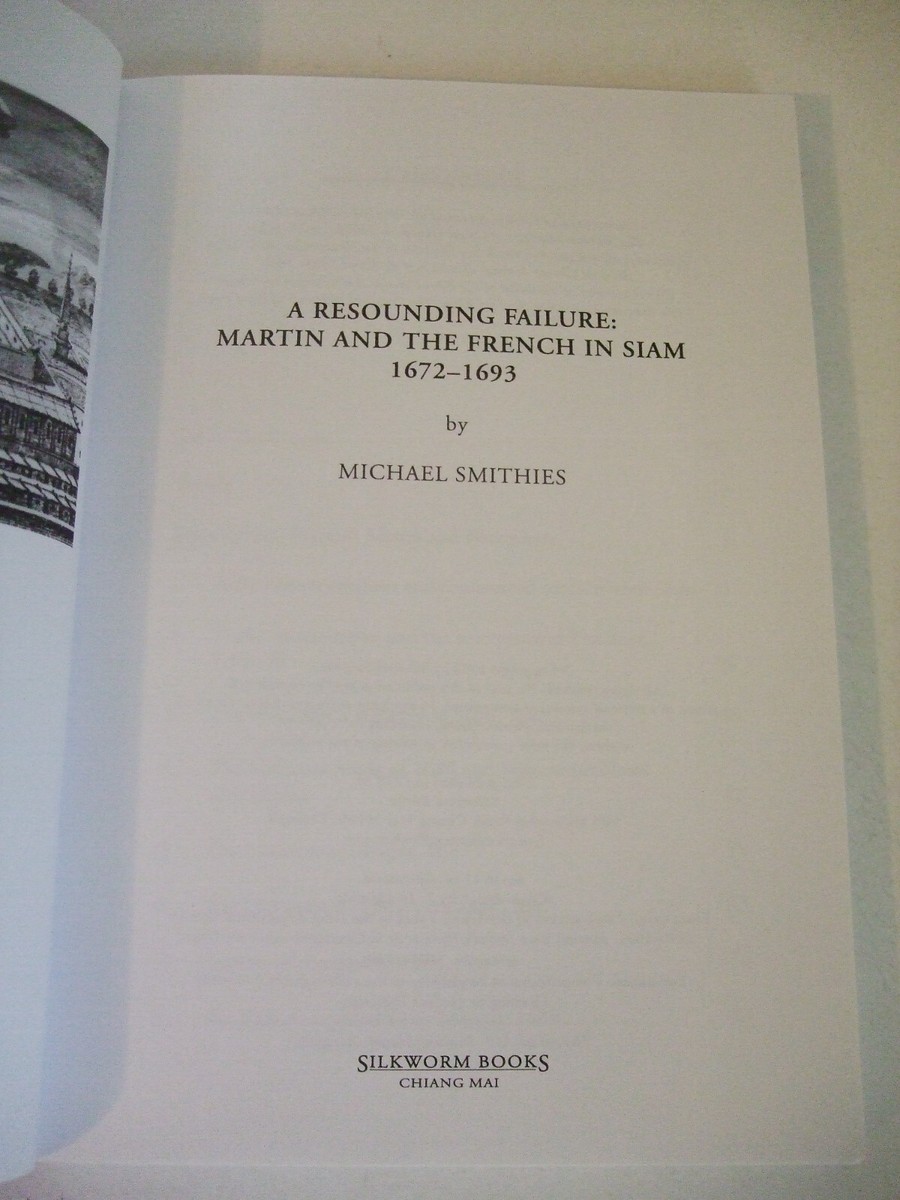 A RESOUNDING FAILURE:
MARTIN AND THE FRENCH IN SIAM
1672–1693
by
MICHAEL SMITHIES
SILKWORM BOOKS
CHIANG MAI